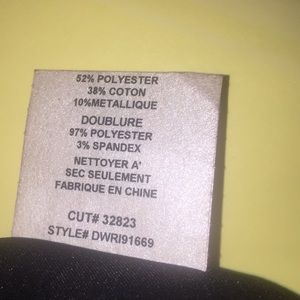 52% POLYESTER
38% COTON
10%METALLIQUE
DOUBLURE
97% POLYESTER
3% SPANDEX
NETTOYER A'
SEC SEULEMENT
FABRIQUE EN CHINE
CUT# 32823
STYLE# DWRI91669